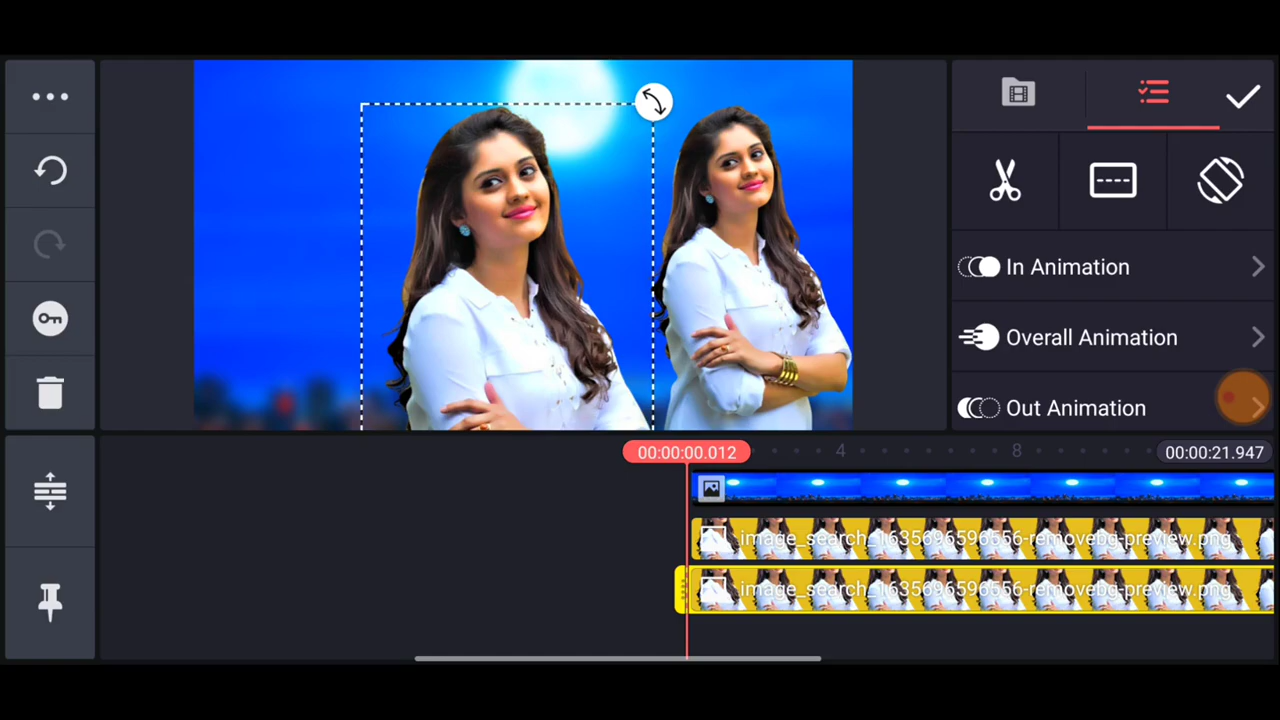 In Animation
Overall Animation
Out Animation
00:00:00.012
4
8
00:00:21.947
image_search_1635696596556-removebg-preview.png
image_search_1635696596556-removebg-preview.png